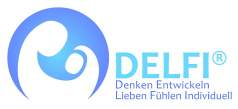 DELFI®
Denken Entwickeln
Lieben Fühlen Individuell